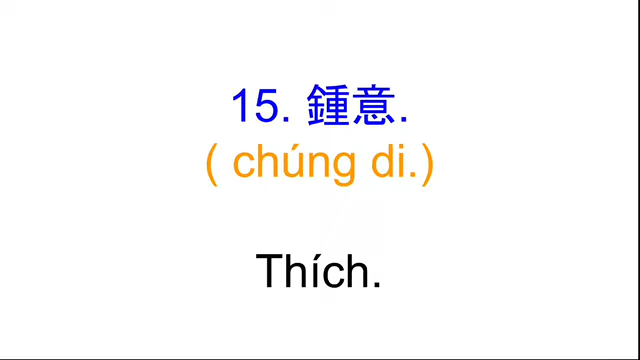 15. 鍾意.
( chúng di.)
Thích.